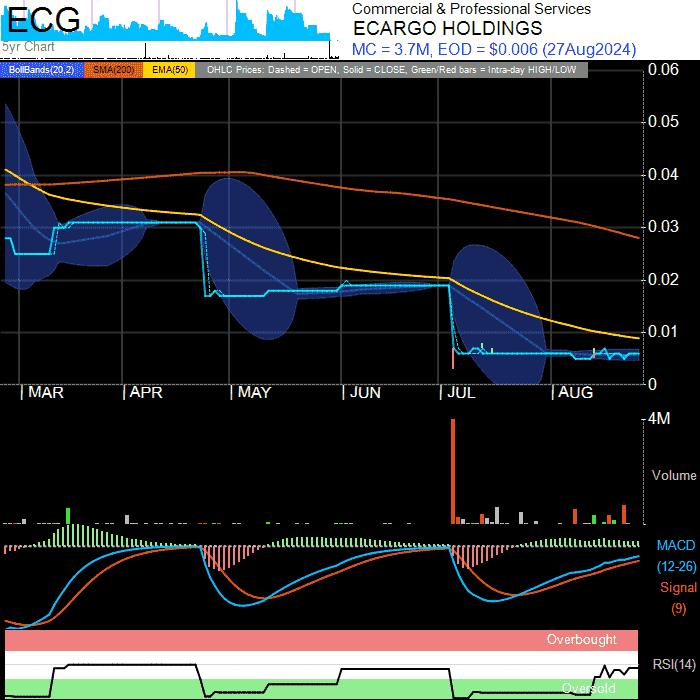 ECG
5yr Chart
Commercial & Professional Services
ECARGO HOLDINGS
MC = 3.7M, EOD = $0.006 (27Aug2024)
BollBands(20,2) SMA(200) EMA(50) OHLC Prices: Dashed = OPEN, Solid = CLOSE, Green/Red bars = Intra-day HIGH/LOW
0.06
0.05
0.04
0.03
0.02
0.01
0
MAR APR MAY JUN JUL AUG
4M
Volume
MACD
(12-26)
Signal
(9)
Overbought
RSI(14)
Oversold